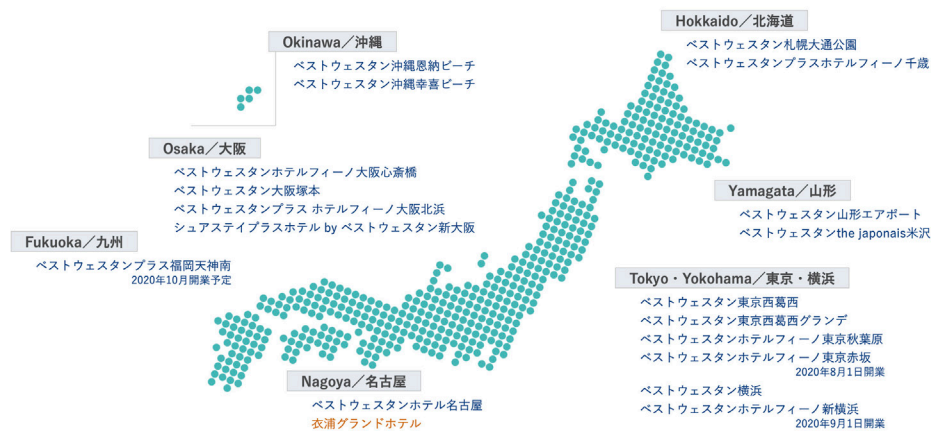 Hokkaido／北海道
ベストウェスタン札幌大通公園
ベストウェスタンプラスホテルフィーノ千歳
Okinawa／沖縄
ベストウェスタン沖縄恩納ビーチ
ベストウェスタン沖縄幸喜ビーチ
Osaka／大阪
ベストウェスタンホテルフィーノ大阪心斎橋
ベストウェスタン大阪塚本
ベストウェスタンプラス ホテルフィーノ大阪北浜
シュアステイプラスホテル by ベストウェスタン新大阪
Yamagata／山形
ベストウェスタン山形エアポート
ベストウェスタンthe japonais米沢
Fukuoka／九州
ベストウェスタンプラス福岡天神南
2020年10月開業予定
Tokyo・Yokohama／東京・横浜
ベストウェスタン東京西葛西
ベストウェスタン東京西葛西グランデ
ベストウェスタンホテルフィーノ東京秋葉原
ベストウェスタンホテルフィーノ東京赤坂
2020年8月1日開業
ベストウェスタン横浜
ベストウェスタンホテルフィーノ新横浜
2020年9月1日開業
Nagoya／名古屋
ベストウェスタンホテル名古屋
衣浦グランドホテル